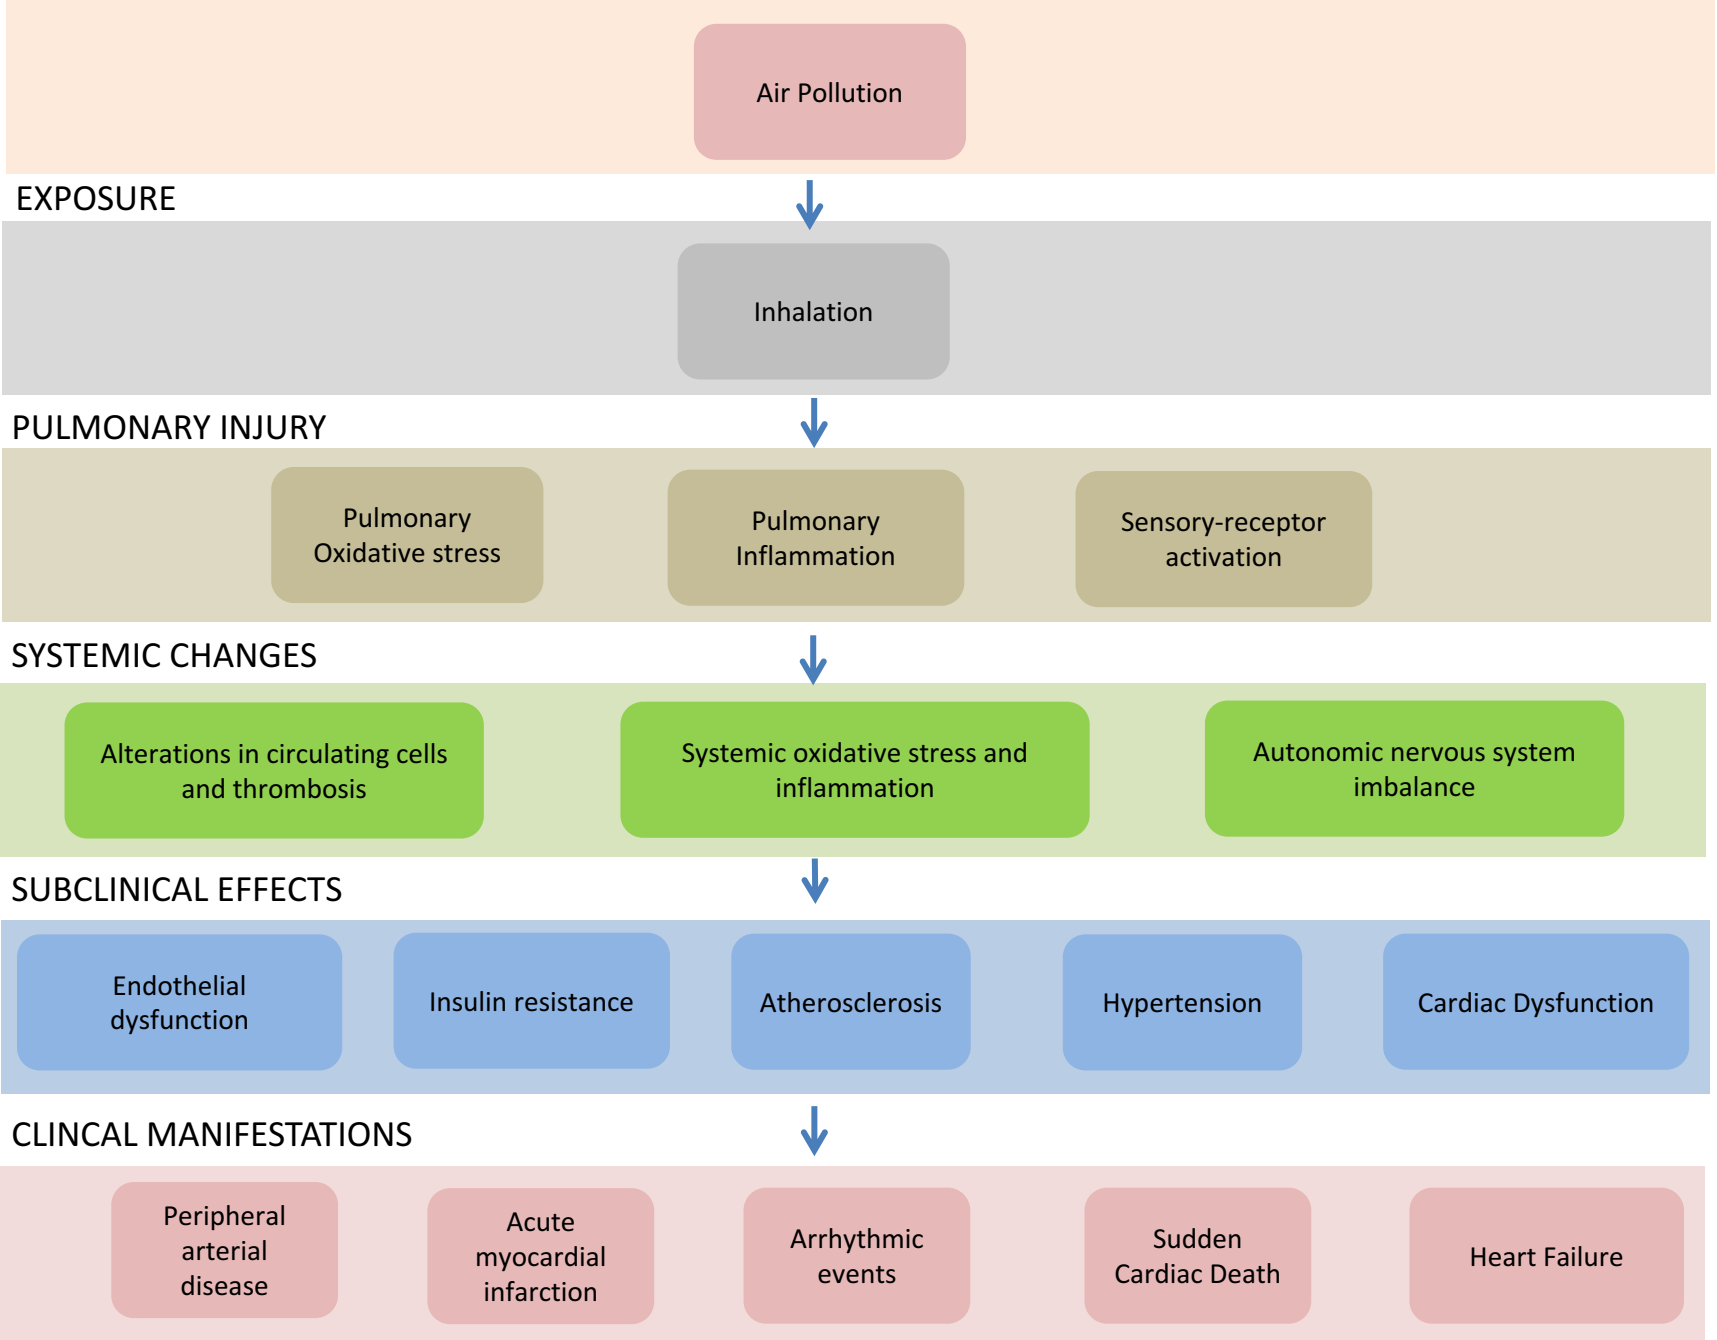 Air Pollution
EXPOSURE
Inhalation
PULMONARY INJURY
Pulmonary
Oxidative stress
Pulmonary
Inflammation
Sensory-receptor
activation
SYSTEMIC CHANGES
Alterations in circulating cells
and thrombosis
Systemic oxidative stress and
inflammation
Autonomic nervous system
imbalance
SUBCLINICAL EFFECTS
Endothelial
dysfunction
Insulin resistance
Atherosclerosis
Hypertension
Cardiac Dysfunction
CLINCAL MANIFESTATIONS
Peripheral
arterial
disease
Acute
myocardial
infarction
Arrhythmic
events
Sudden
Cardiac Death
Heart Failure